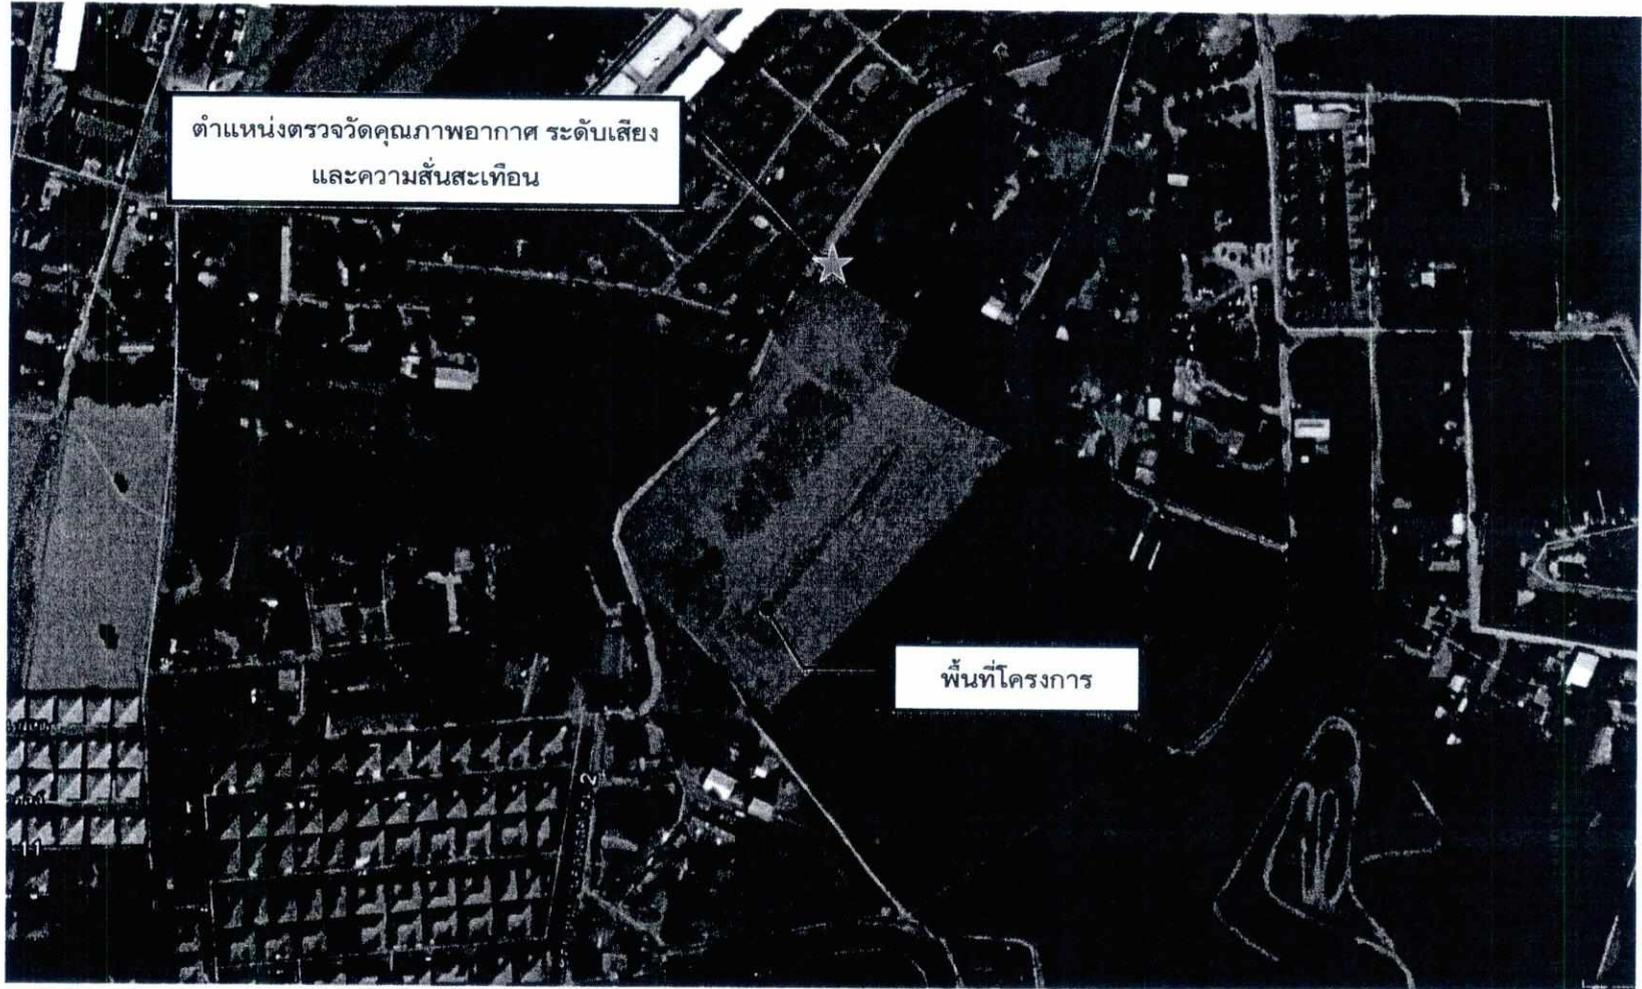 ตำแหน่งตรวจวัดคุณภาพอากาศ ระดับเสียง
และความสั่นสะเทือน
พื้นที่โครงการ